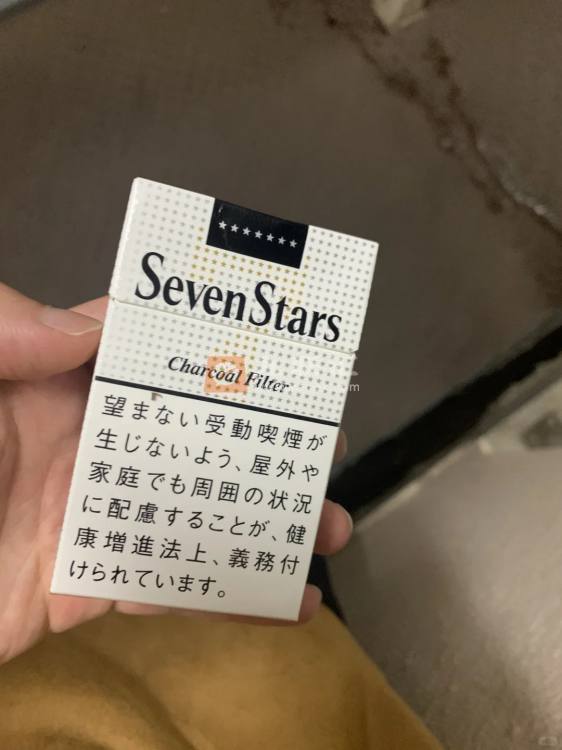 SevenStars
Charcoal Filter
望まない受動喫煙が
生じないよう、屋外や
家庭でも周囲の状況
に配慮することが、健
康増進法上、義務付
けられています。